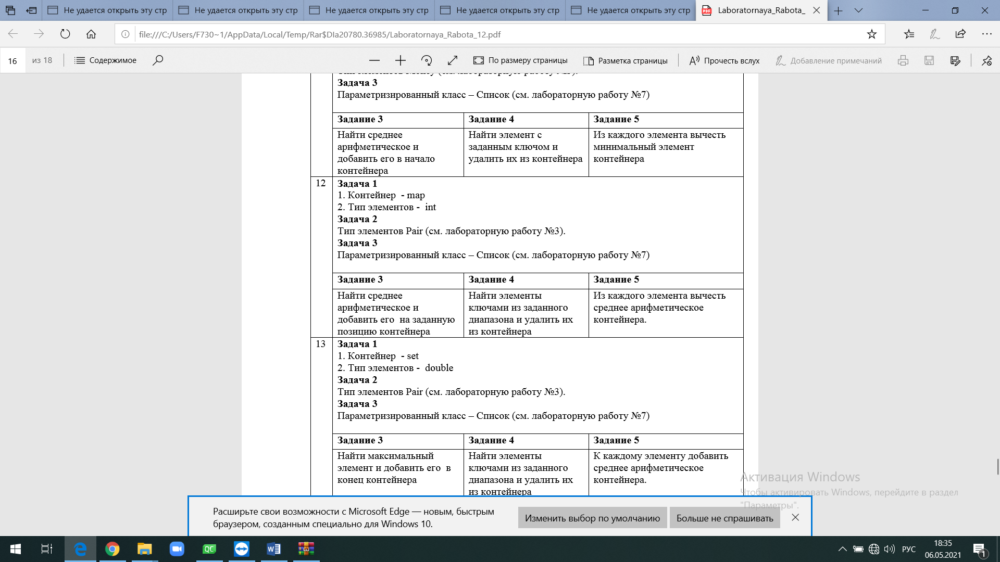 Не удается открыть эту стр
Не удается открыть эту стр
Не удается открыть эту стр
Не удается открыть эту стр
Не удается открыть эту стр
Laboratornaya_Rabota_
file:///C:/Users/F730~1/AppData/Local/Temp/Rar$DIa20780.36985/Laboratornaya_Rabota_12.pdf
16 из 18 Содержимое По размеру страницы Разметка страницы Прочесть вслух Добавление примечаний
Задача 3
Параметризированный класс – Список (см. лабораторную работу №7)
Задание 3 Задание 4 Задание 5
Найти среднее Найти элемент с Из каждого элемента вычесть
арифметическое и заданным ключом и минимальный элемент
добавить его в начало удалить их из контейнера контейнера
контейнера
12 Задача 1
1. Контейнер - map
2. Тип элементов - int
Задача 2
Тип элементов Pair (см. лабораторную работу №3).
Задача 3
Параметризированный класс – Список (см. лабораторную работу №7)
Задание 3 Задание 4 Задание 5
Найти среднее Найти элементы Из каждого элемента вычесть
арифметическое и ключами из заданного среднее арифметическое
добавить его на заданную диапазона и удалить их контейнера.
позицию контейнера из контейнера
13 Задача 1
1. Контейнер - set
2. Тип элементов - double
Задача 2
Тип элементов Pair (см. лабораторную работу №3).
Задача 3
Параметризированный класс – Список (см. лабораторную работу №7)
Задание 3 Задание 4 Задание 5
Найти максимальный Найти элементы К каждому элементу добавить
элемент и добавить его в ключами из заданного среднее арифметическое
конец контейнера диапазона и удалить их контейнера.
из контейнера
Активация Windows
Чтобы активировать Windows, перейдите в раздел
"Параметры".
Расширьте свои возможности с Microsoft Edge — новым, быстрым
браузером, созданным специально для Windows 10.
Изменить выбор по умолчанию Больше не спрашивать
РУС
18:35
06.05.2021
1